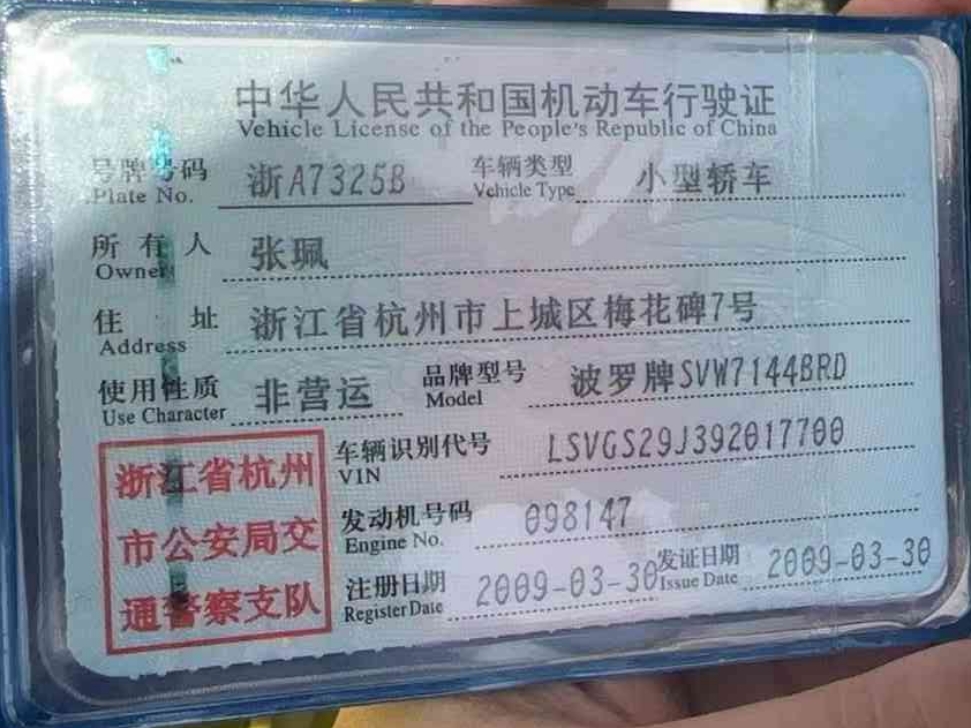 中华人民共和国机动车行驶证
Vehicle License of the People's Republic of China
号牌号码 浙A7325B 车辆类型 小型轿车
Plate No. Vehicle Type
所有人 张珮
Owner
住址 浙江省杭州市上城区梅花碑7号
Address
使用性质 非营运 品牌型号 波罗牌SVW7144BRD
Use Character Model
浙江省杭州
市公安局交
通警察支队
车辆识别代号 LSVGS29J392017700
VIN
发动机号码 098147
Engine No.
注册日期 2009-03-30 发证日期 2009-03-30
Register Date Issue Date